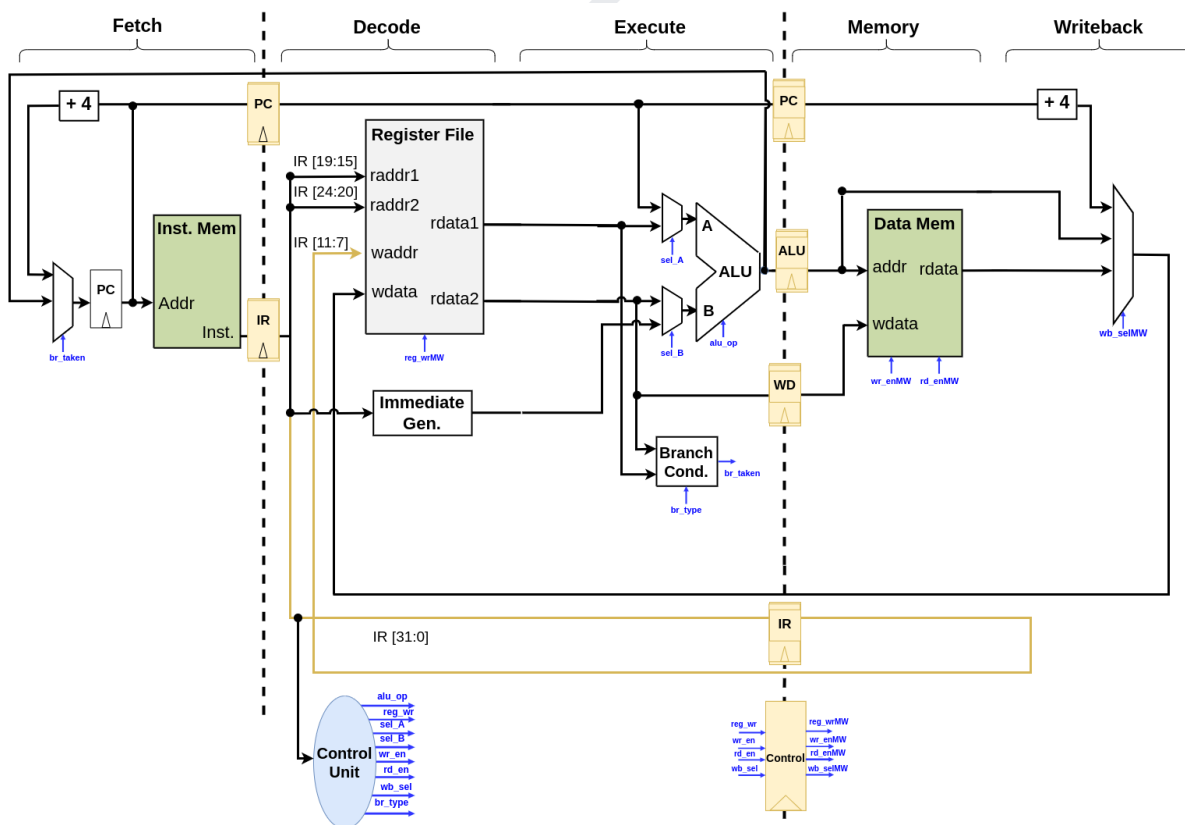 Fetch
Decode
Execute
Memory
Writeback
+ 4
PC
PC
+ 4
Register File
IR [19:15]
raddr1
IR [24:20]
raddr2
rdata1
IR [11:7]
waddr
wdata
rdata2
reg_wrMW
Inst. Mem
Addr
Inst.
PC
br_taken
IR
sel_A
A
ALU
B
sel_B
alu_op
ALU
Data Mem
addr
rdata
wdata
wr_enMW
rd_enMW
wb_selMW
WD
Immediate
Gen.
Branch
Cond.
br_taken
br_type
IR
IR [31:0]
Control
Unit
alu_op
reg_wr
sel_A
sel_B
wr_en
rd_en
wb_sel
br_type
reg_wr
wr_en
rd_en
wb_sel
Control
reg_wrMW
wr_enMW
rd_enMW
wb_selMW